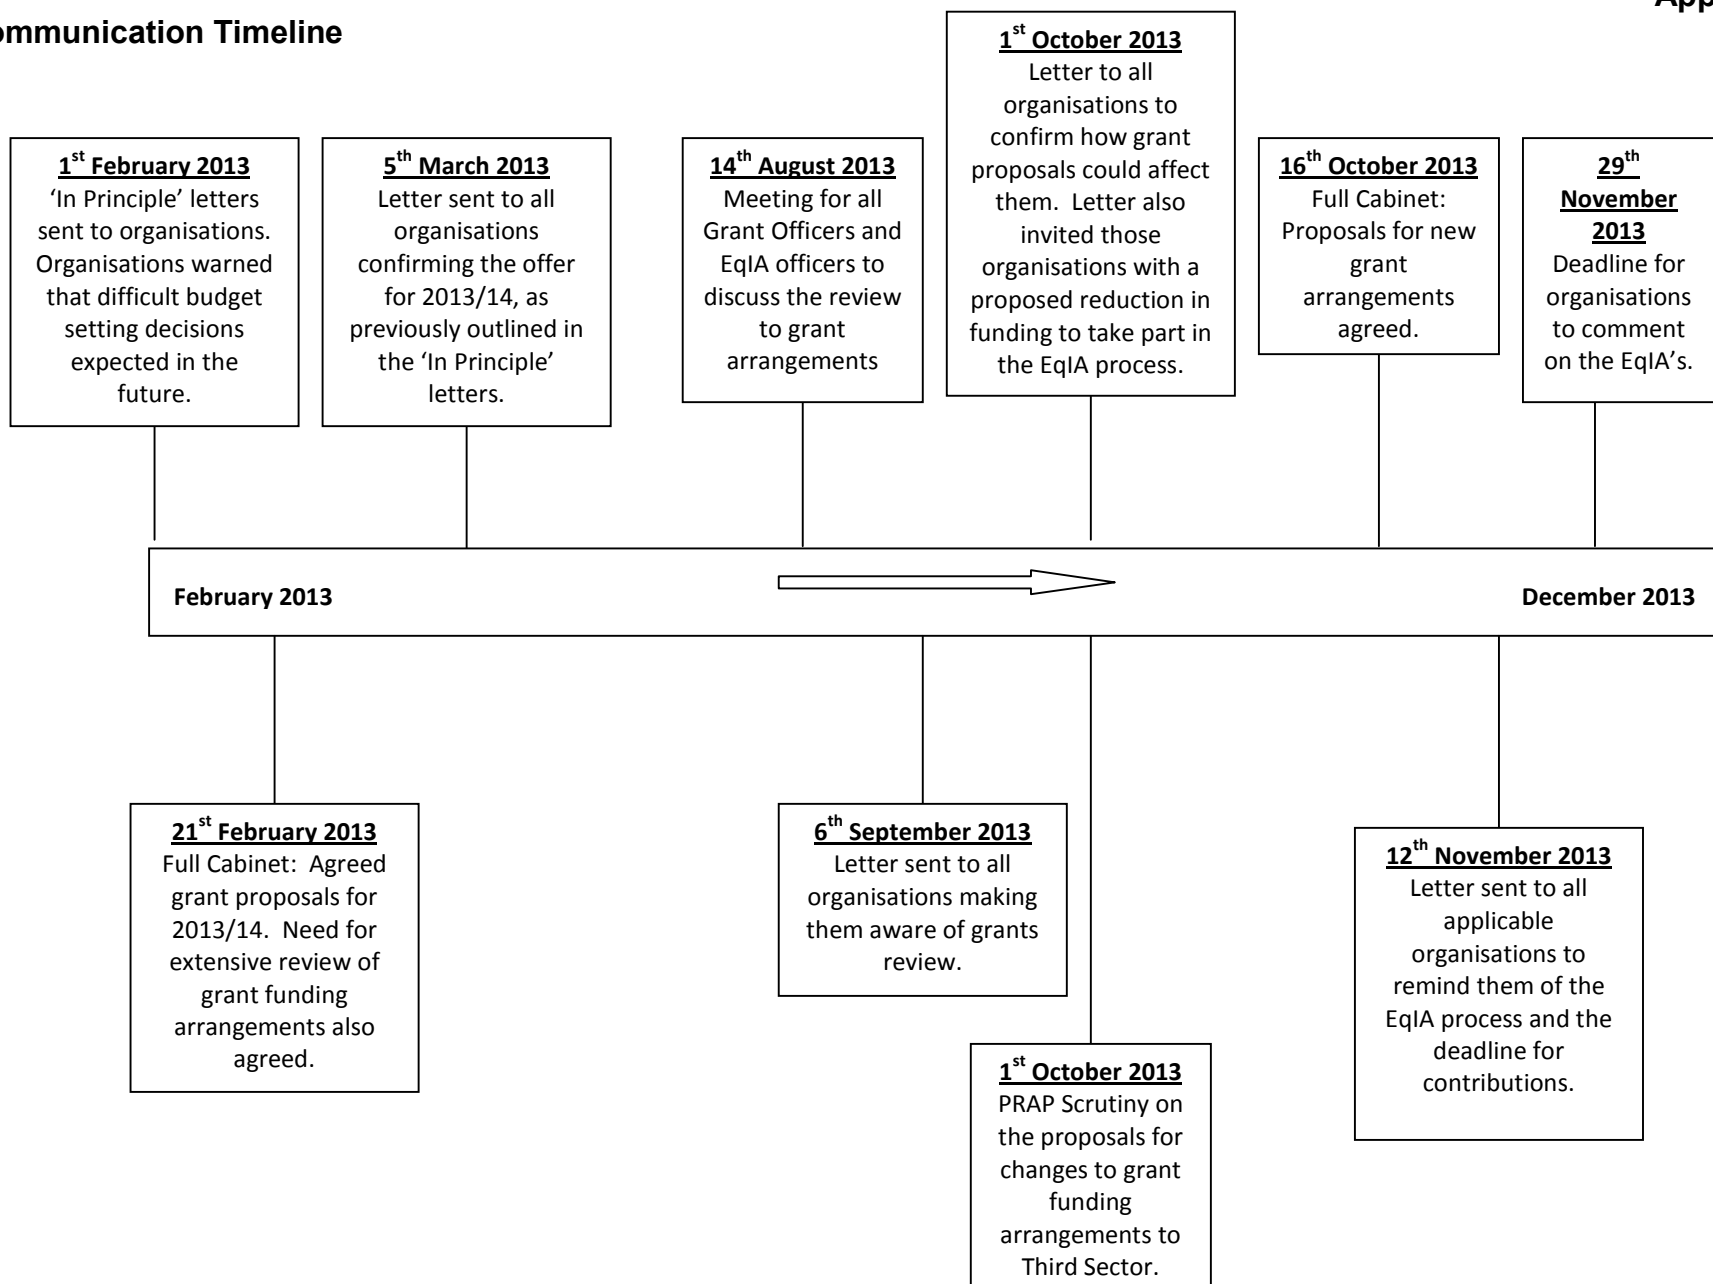 ommunication Timeline
App
1st February 2013
‘In Principle’ letters
sent to organisations.
Organisations warned
that difficult budget
setting decisions
expected in the
future.
5th March 2013
Letter sent to all
organisations
confirming the offer
for 2013/14, as
previously outlined in
the ‘In Principle’
letters.
14th August 2013
Meeting for all
Grant Officers and
EqIA officers to
discuss the review
to grant
arrangements
1st October 2013
Letter to all
organisations to
confirm how grant
proposals could affect
them. Letter also
invited those
organisations with a
proposed reduction in
funding to take part in
the EqIA process.
16th October 2013
Full Cabinet:
Proposals for new
grant
arrangements
agreed.
29th
November
2013
Deadline for
organisations
to comment
on the EqIA’s.
February 2013
December 2013
21st February 2013
Full Cabinet: Agreed
grant proposals for
2013/14. Need for
extensive review of
grant funding
arrangements also
agreed.
6th September 2013
Letter sent to all
organisations making
them aware of grants
review.
1st October 2013
PRAP Scrutiny on
the proposals for
changes to grant
funding
arrangements to
Third Sector.
12th November 2013
Letter sent to all
applicable
organisations to
remind them of the
EqIA process and the
deadline for
contributions.